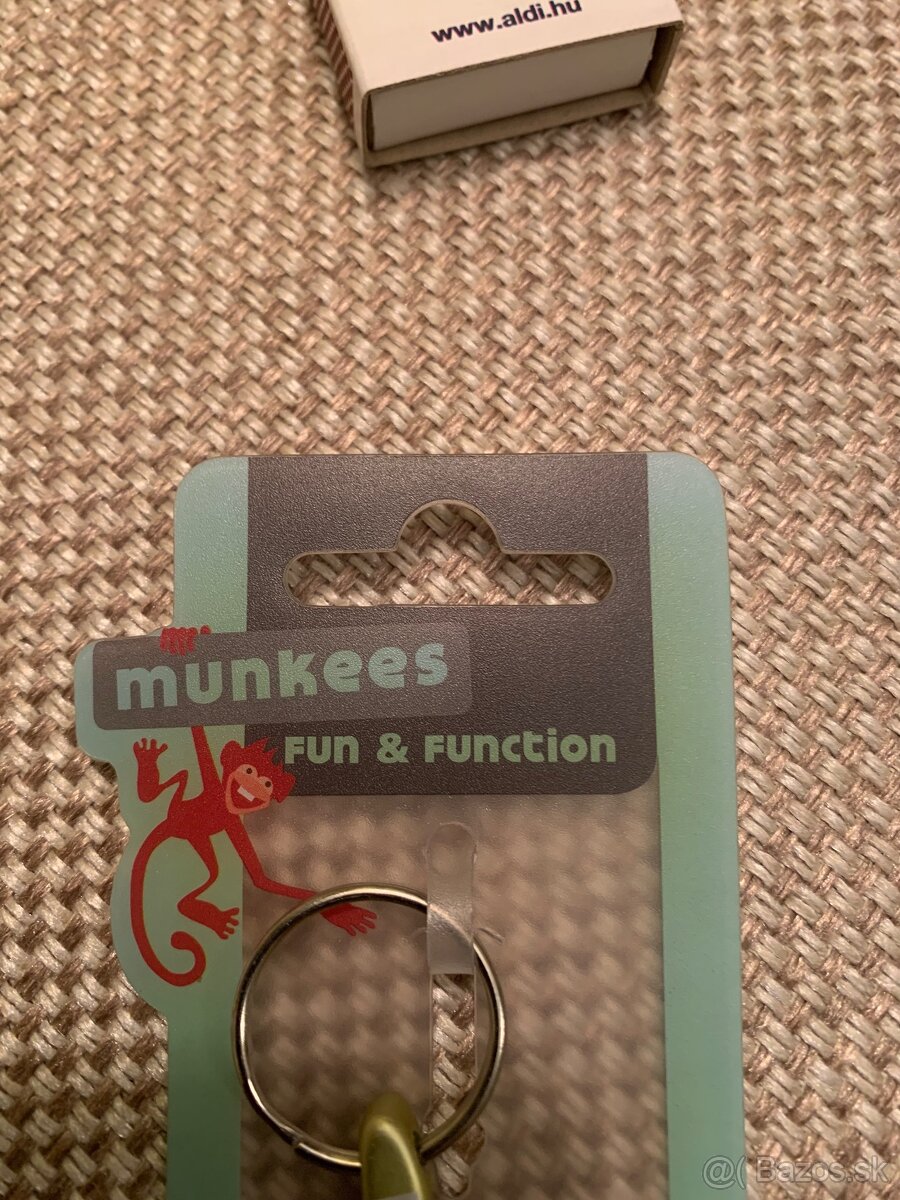 www.aldi.hu
munkees
Fun & Function
@( Bazos.sk